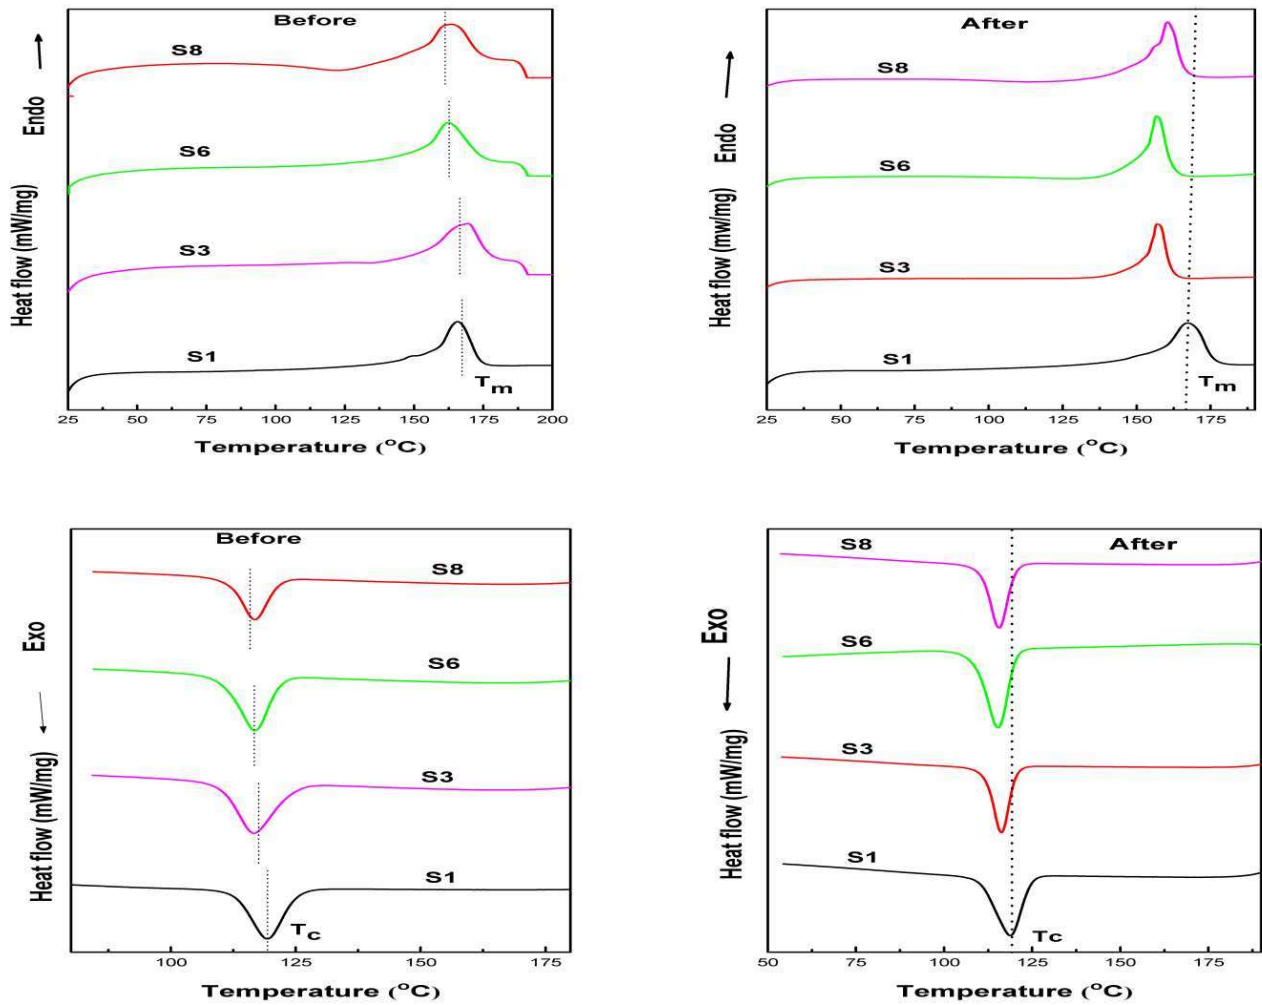 Before
S8
S6
S3
S1
Tm
Heat flow (mW/mg) Endo
25 50 75 100 125 150 175 200
Temperature (°C)
After
S8
S6
S3
S1
Tm
Heat flow (mw/mg) Endo
25 50 75 100 125 150 175
Temperature (°C)
Before
S8
S6
S3
S1
Tc
Heat flow (mW/mg) Exo
100 125 150 175
Temperature (°C)
After
S8
S6
S3
S1
Tc
Heat flow (mW/mg) Exo
50 75 100 125 150 175
Temperature (°C)